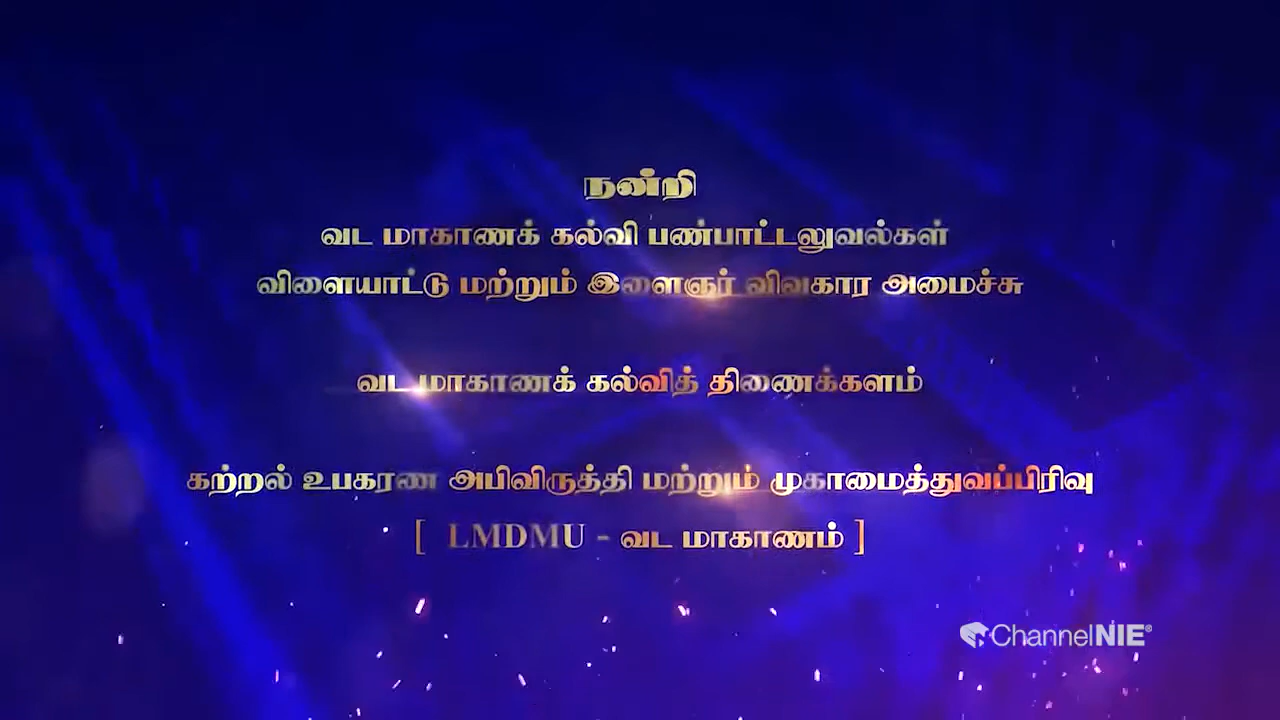 நன்றி
வட மாகாணக் கல்வி பண்பாட்டலுவல்கள்
விளையாட்டு மற்றும் இளைஞர் விவகார அமைச்சு
வட மாகாணக் கல்வித் திணைக்களம்
கற்றல் உபகரண அபிவிருத்தி மற்றும் முகாமைத்துவப்பிரிவு
[ LMDMU - வட மாகாணம் ]
ChannelNIE®